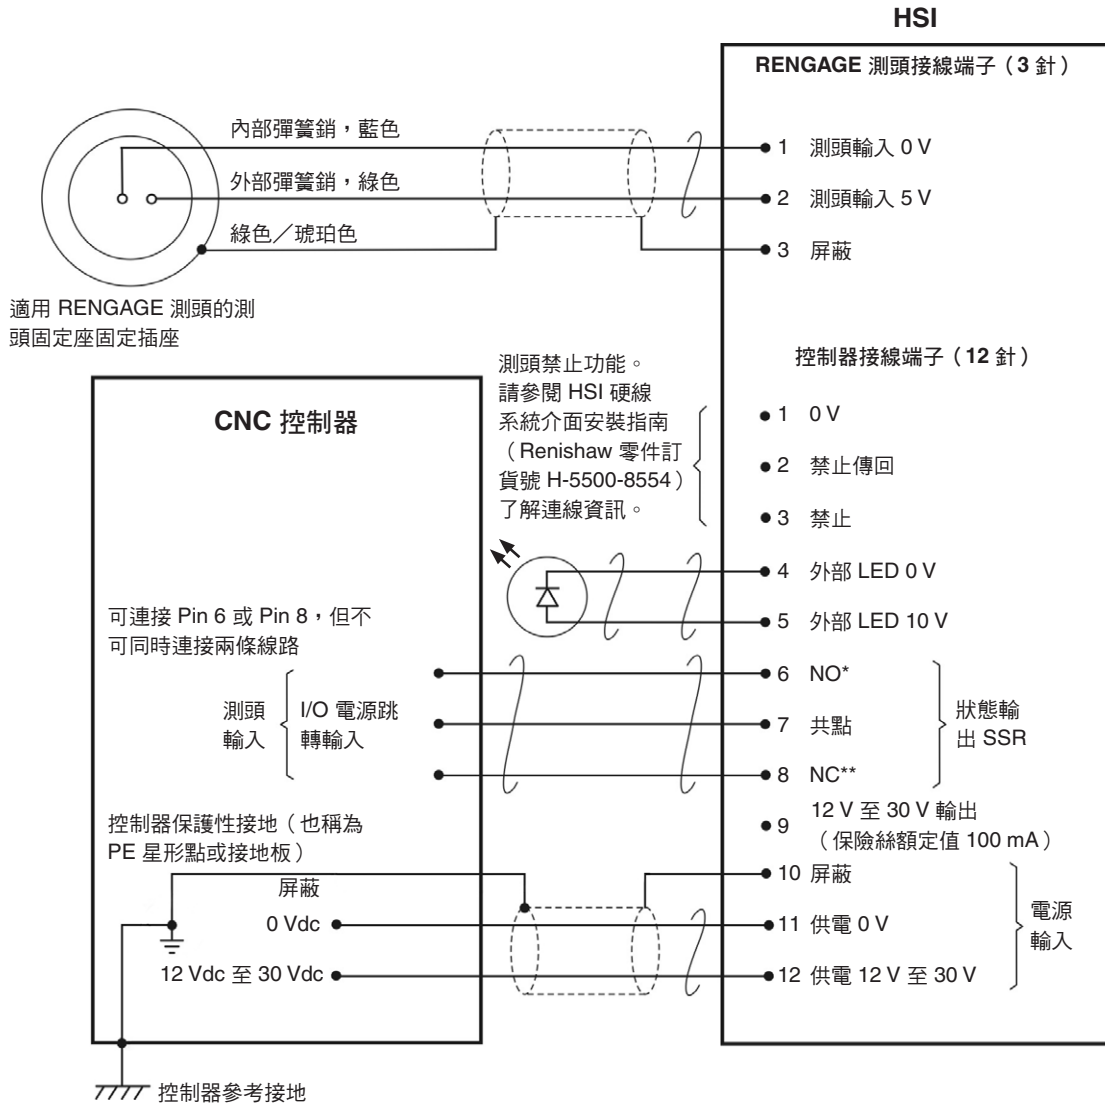 HSI
RENGAGE 測頭接線端子（3 針）
內部彈簧銷，藍色
1 測頭輸入 0 V
外部彈簧銷，綠色
2 測頭輸入 5 V
綠色／琥珀色
3 屏蔽
適用 RENGAGE 測頭的測
頭固定座固定插座
控制器接線端子（12 針）
測頭禁止功能。
請參閱 HSI 硬線
系統介面安裝指南
（Renishaw 零件訂
貨號 H-5500-8554）
了解連線資訊。
CNC 控制器
1 0 V
2 禁止傳回
3 禁止
4 外部 LED 0 V
5 外部 LED 10 V
可連接 Pin 6 或 Pin 8，但不
可同時連接兩條線路
測頭
輸入
I/O 電源跳
轉輸入
6 NO*
7 共點
8 NC**
狀態輸
出 SSR
9 12 V 至 30 V 輸出
（保險絲額定值 100 mA）
控制器保護性接地（也稱為
PE 星形點或接地板）
屏蔽
10 屏蔽
0 Vdc
11 供電 0 V
12 Vdc 至 30 Vdc
12 供電 12 V 至 30 V
電源
輸入
控制器參考接地